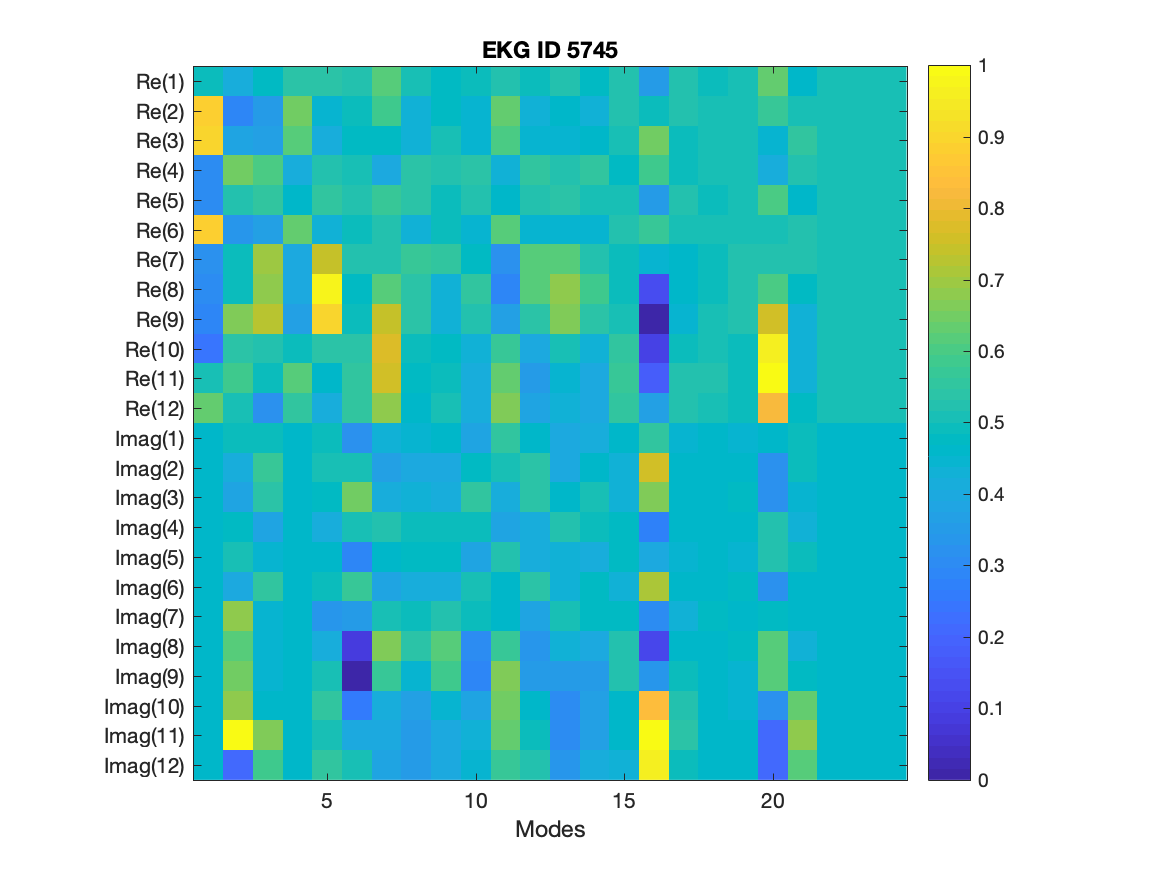 EKG ID 5745
Re(1)
Re(2)
Re(3)
Re(4)
Re(5)
Re(6)
Re(7)
Re(8)
Re(9)
Re(10)
Re(11)
Re(12)
Imag(1)
Imag(2)
Imag(3)
Imag(4)
Imag(5)
Imag(6)
Imag(7)
Imag(8)
Imag(9)
Imag(10)
Imag(11)
Imag(12)
5 10 15 20
Modes
1
0.9
0.8
0.7
0.6
0.5
0.4
0.3
0.2
0.1
0